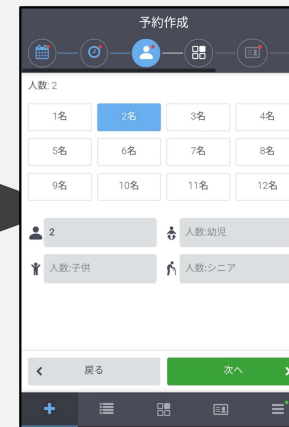 予約作成
人数: 2
1名 2名 3名 4名
5名 6名 7名 8名
9名 10名 11名 12名
2 人数:幼児
人数:子供 人数:シニア
戻る 次へ